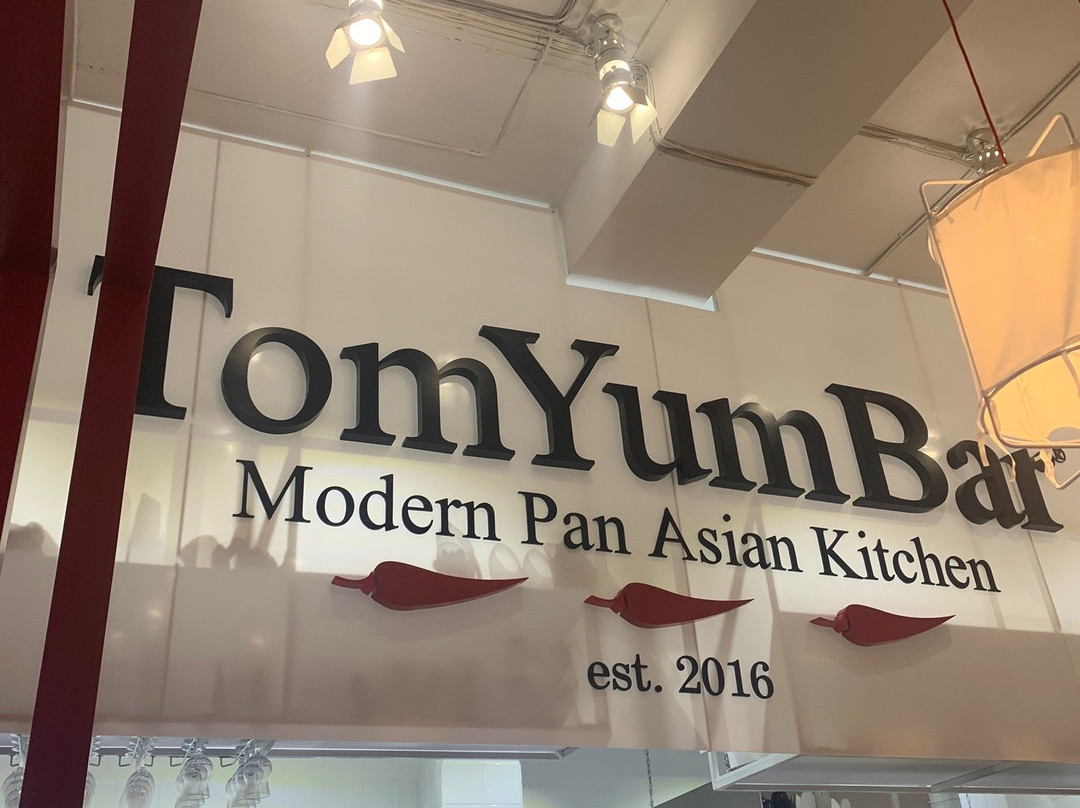 TomYumBar
Modern Pan Asian Kitchen
est. 2016